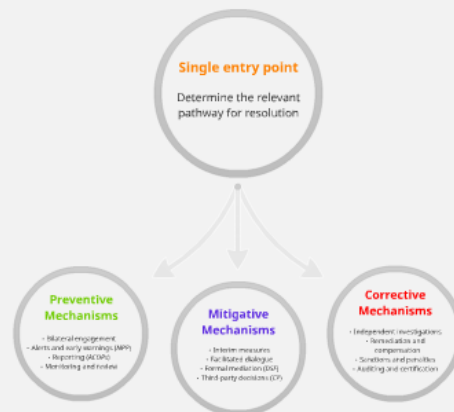 Single entry point
Determine the relevant
pathway for resolution
Preventive
Mechanisms
- Bilateral engagement
- Alerts and early warnings (NPP)
- Reporting (ACOPs)
- Monitoring and review
Mitigative
Mechanisms
- Interim measures
- Facilitated dialogue
- Formal mediation (DSF)
- Third-party decisions (CP)
Corrective
Mechanisms
- Independent investigations
- Remediation and
compensation
- Sanctions and penalties
- Auditing and certification